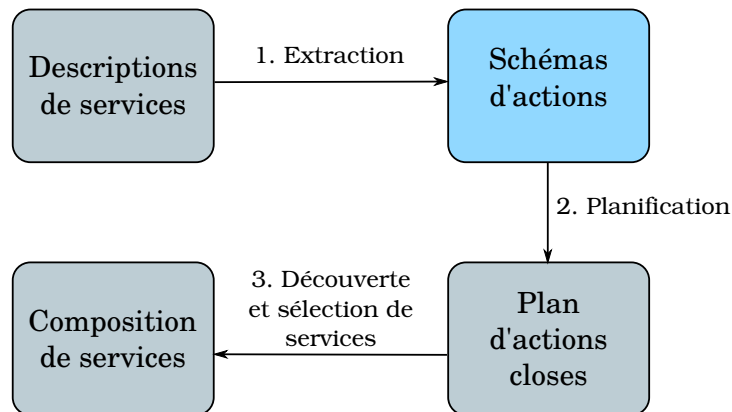 Descriptions
de services
1. Extraction
Schémas
d'actions
2. Planification
Plan
d'actions
closes
3. Découverte
et sélection de
services
Composition
de services